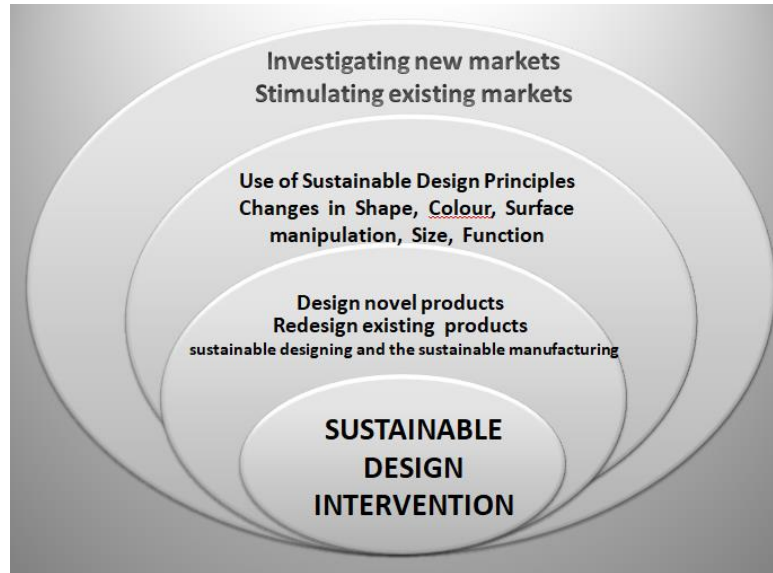 Investigating new markets
Stimulating existing markets
Use of Sustainable Design Principles
Changes in Shape, Colour, Surface
manipulation, Size, Function
Design novel products
Redesign existing products
sustainable designing and the sustainable manufacturing
SUSTAINABLE
DESIGN
INTERVENTION